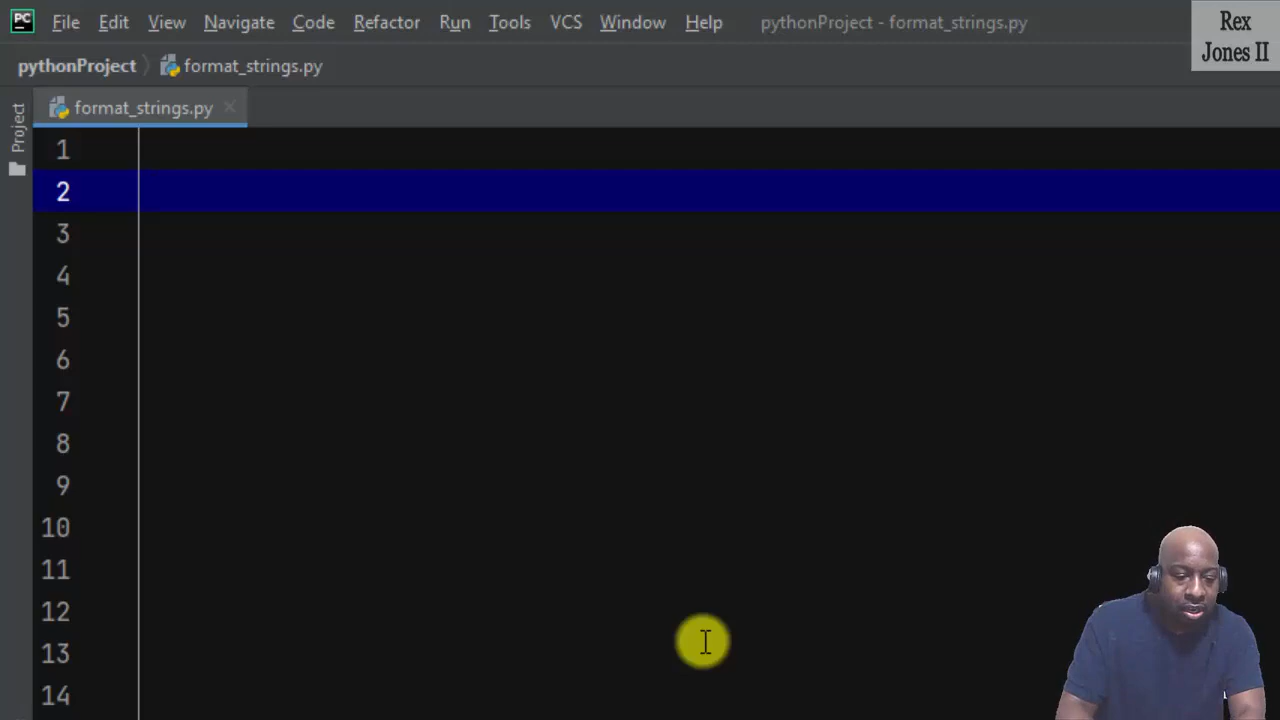 PC File Edit View Navigate Code Refactor Run Tools VCS Window Help pythonProject - format_strings.py
Rex
Jones II
pythonProject format_strings.py
format_strings.py
Project
1
2
3
4
5
6
7
8
9
10
11
12
13
14